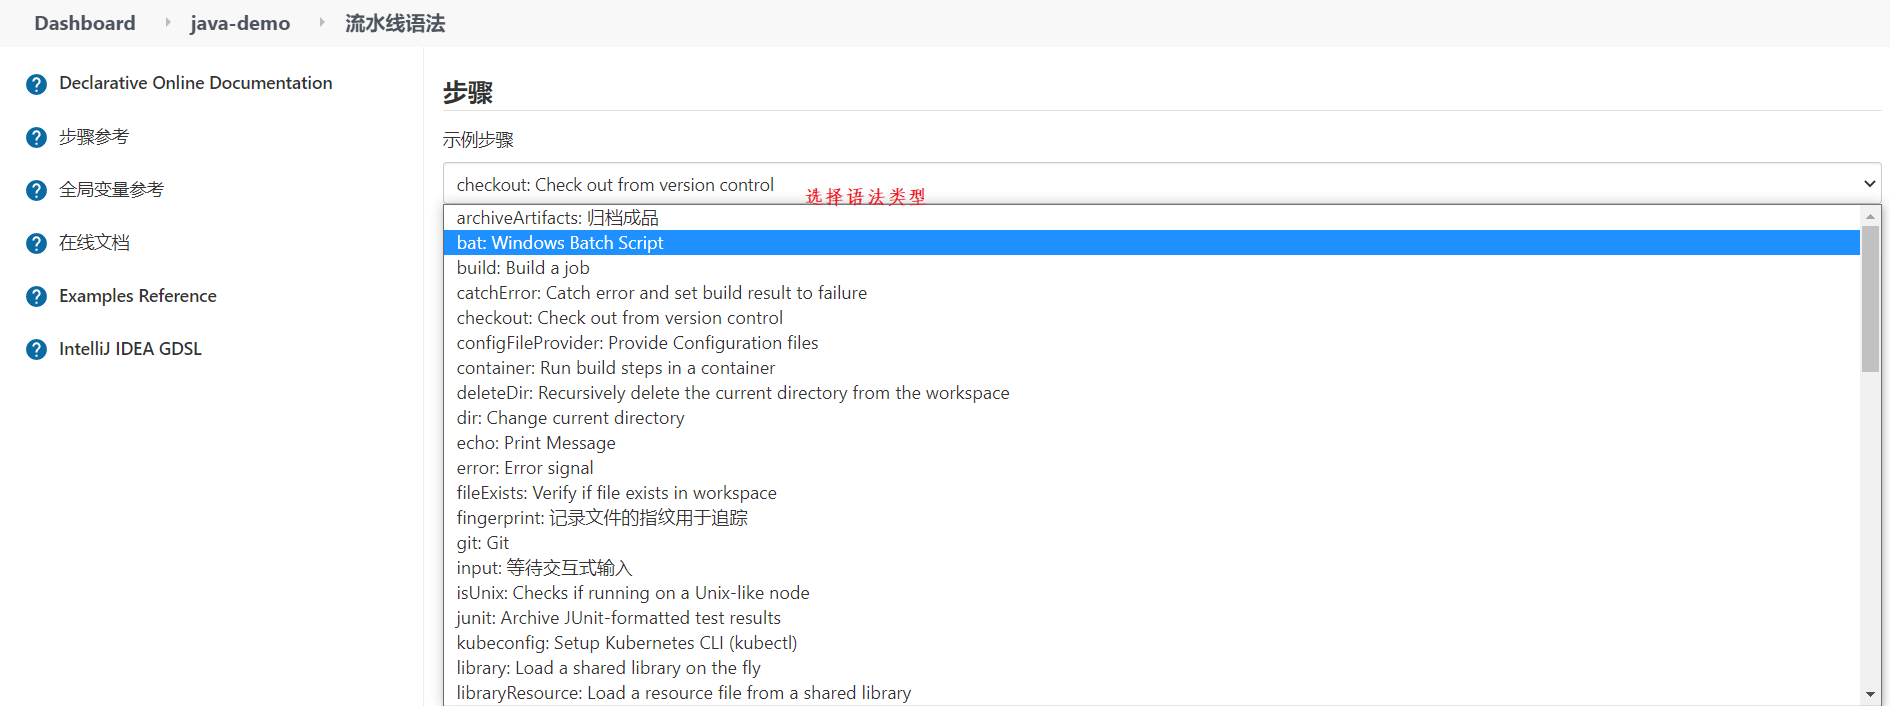 Dashboard java-demo 流水线语法
Declarative Online Documentation
步骤参考
全局变量参考
在线文档
Examples Reference
IntelliJ IDEA GDSL
步骤
示例步骤
checkout: Check out from version control
选择语法类型
archiveArtifacts: 归档成品
bat: Windows Batch Script
build: Build a job
catchError: Catch error and set build result to failure
checkout: Check out from version control
configFileProvider: Provide Configuration files
container: Run build steps in a container
deleteDir: Recursively delete the current directory from the workspace
dir: Change current directory
echo: Print Message
error: Error signal
fileExists: Verify if file exists in workspace
fingerprint: 记录文件的指纹用于追踪
git: Git
input: 等待交互式输入
isUnix: Checks if running on a Unix-like node
junit: Archive JUnit-formatted test results
kubeconfig: Setup Kubernetes CLI (kubectl)
library: Load a shared library on the fly
libraryResource: Load a resource file from a shared library